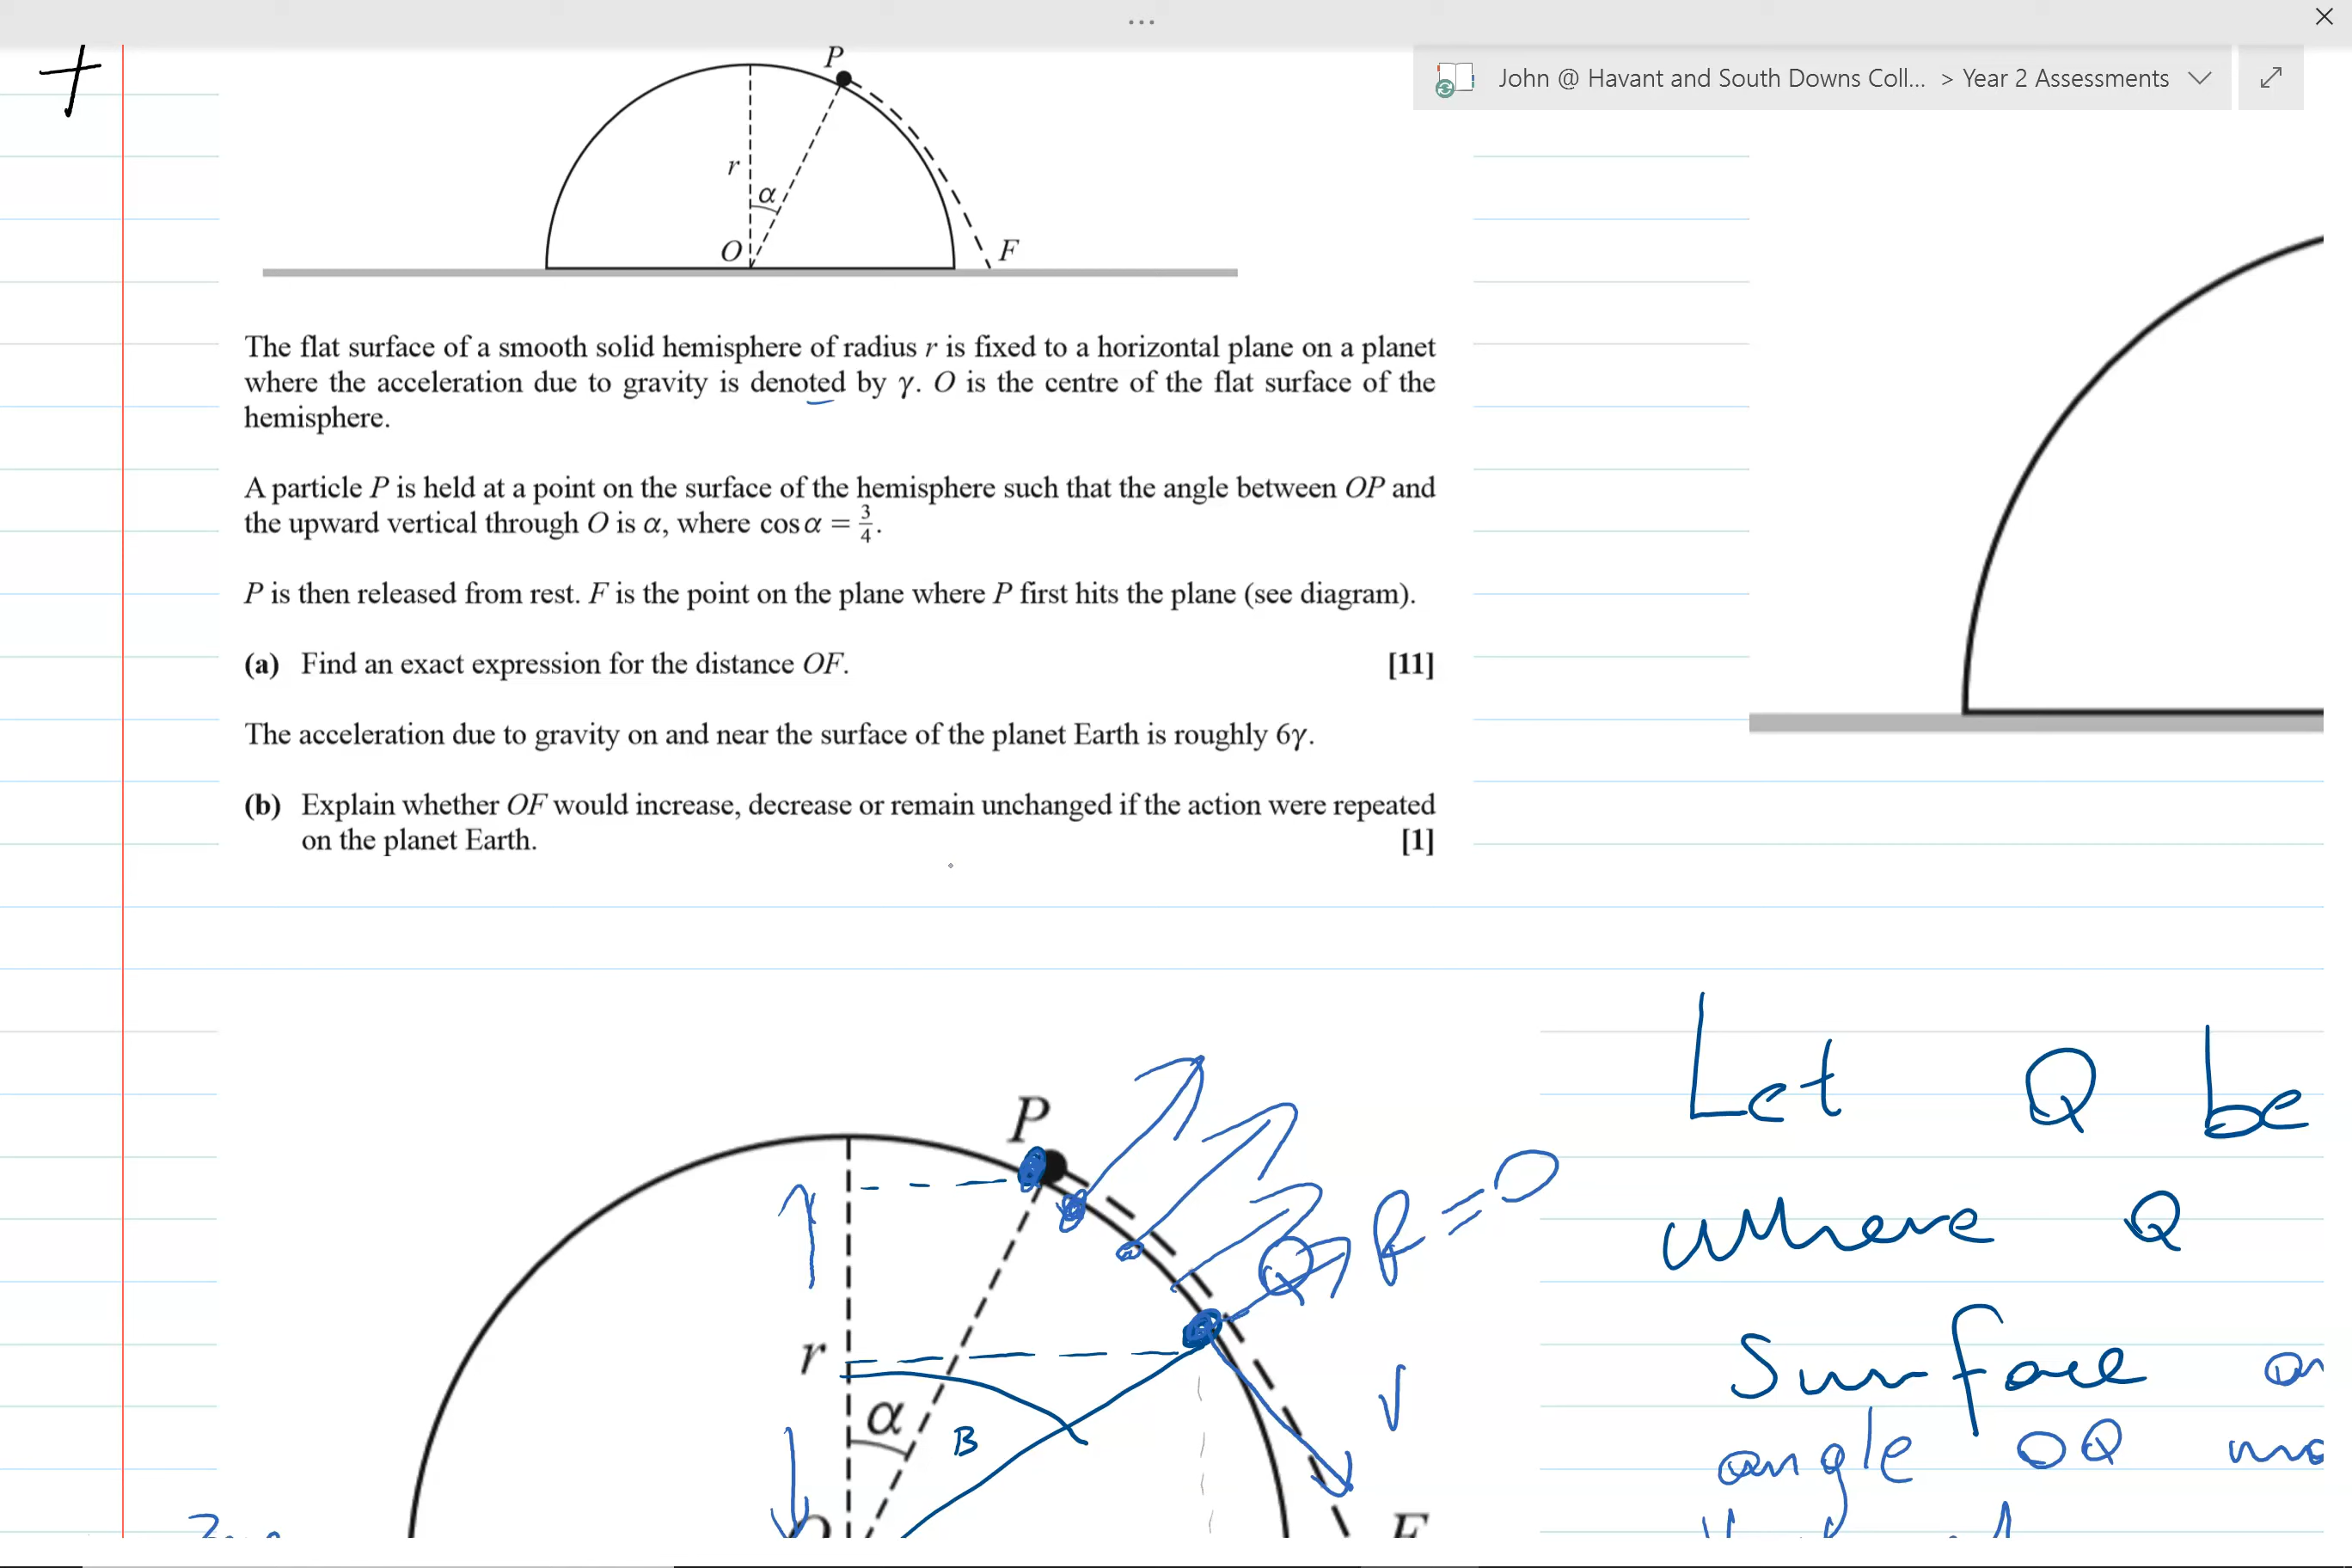 ...
John @ Havant and South Downs Coll... > Year 2 Assessments
P
r
α
O
F
The flat surface of a smooth solid hemisphere of radius r is fixed to a horizontal plane on a planet
where the acceleration due to gravity is denoted by γ. O is the centre of the flat surface of the
hemisphere.
A particle P is held at a point on the surface of the hemisphere such that the angle between OP and
the upward vertical through O is α, where cos α = 3/4.
P is then released from rest. F is the point on the plane where P first hits the plane (see diagram).
(a) Find an exact expression for the distance OF. [11]
The acceleration due to gravity on and near the surface of the planet Earth is roughly 6γ.
(b) Explain whether OF would increase, decrease or remain unchanged if the action were repeated
on the planet Earth. [1]
Let Q be
where Q
surface
angle OQ
P
Q
R = 0
r
α
B
v
F